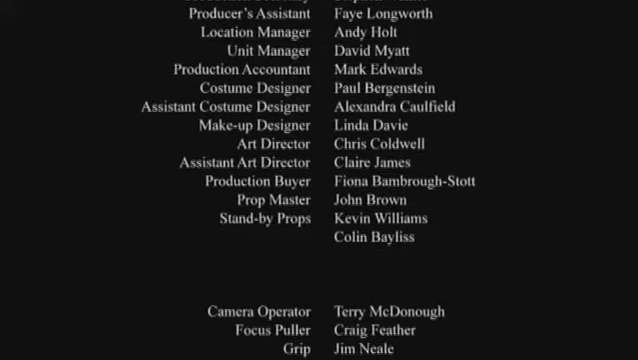 Producer's Assistant Faye Longworth
Location Manager Andy Holt
Unit Manager David Myatt
Production Accountant Mark Edwards
Costume Designer Paul Bergenstein
Assistant Costume Designer Alexandra Caulfield
Make-up Designer Linda Davie
Art Director Chris Coldwell
Assistant Art Director Claire James
Production Buyer Fiona Bambrough-Stott
Prop Master John Brown
Stand-by Props Kevin Williams
Colin Bayliss
Camera Operator Terry McDonough
Focus Puller Craig Feather
Grip Jim Neale